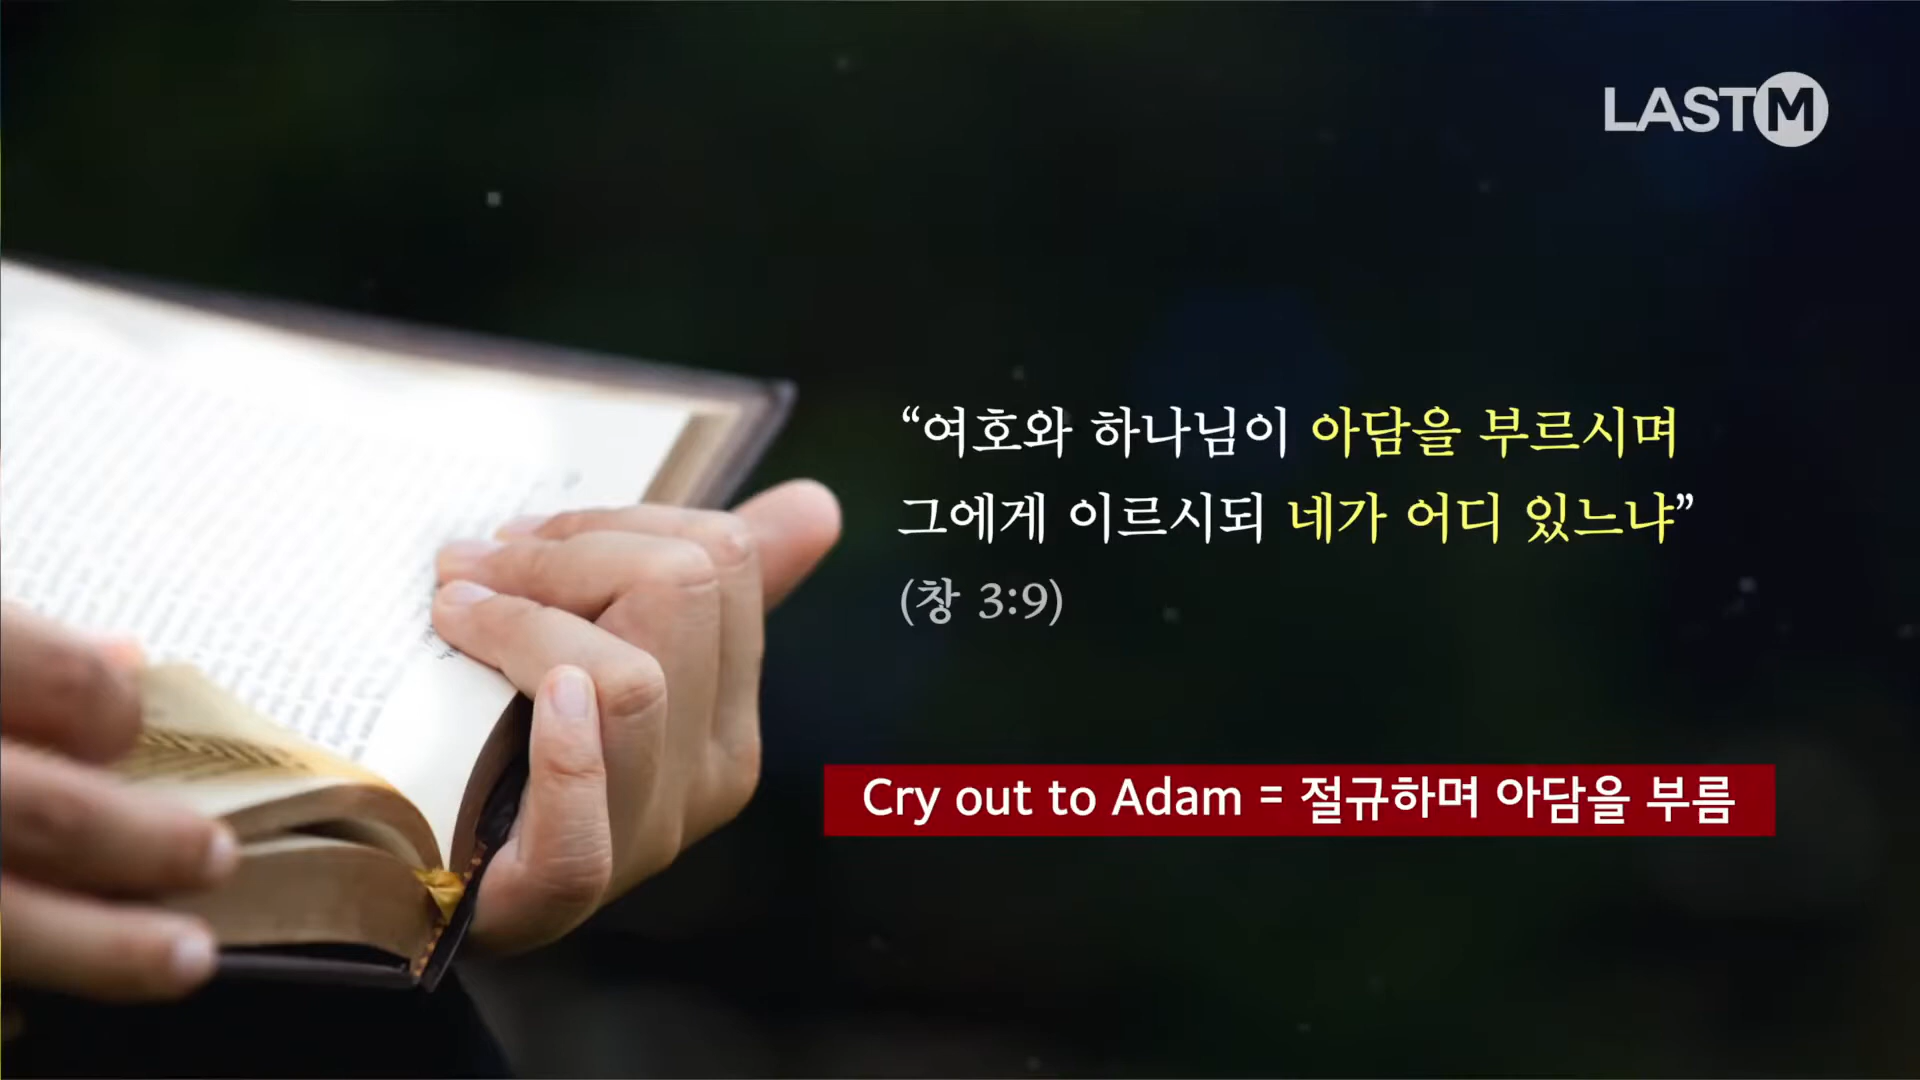 LASTM
“여호와 하나님이 아담을 부르시며
그에게 이르시되 네가 어디 있느냐”
(창 3:9)
Cry out to Adam = 절규하며 아담을 부름